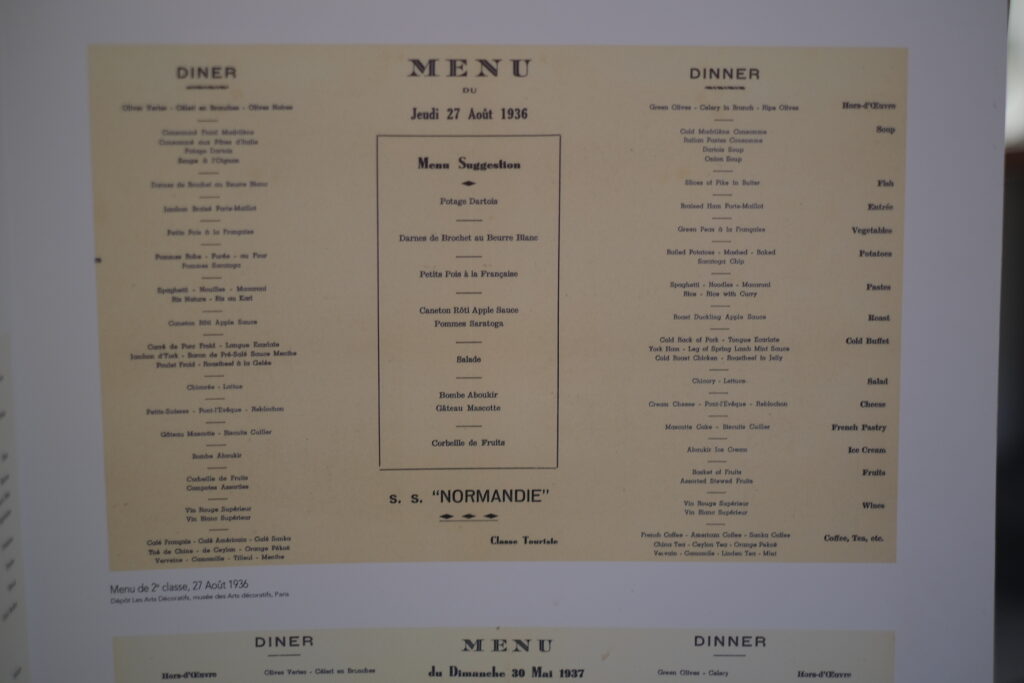 DINER
Olives Vertes - Céleri en Branches - Olives Noires
Consommé Froid Madrilène
Consommé aux Pâtes d'Italie
Potage Dartois
Soupe à l'Oignon
Darnes de Brochet au Beurre Blanc
Jambon Braisé Porte-Maillot
Petits Pois à la Française
Pommes Robe - Purée - au Four
Pommes Saratoga
Spaghetti - Nouilles - Macaroni
Riz Nature - Riz au Kari
Caneton Rôti Apple Sauce
Carré de Porc Froid - Langue Ecarlate
Jambon d'York - Baron de Pré-Salé Sauce Menthe
Poulet Froid - Roastbeef à la Gelée
Chicorée - Laitue
Petits-Suisses - Pont-l'Evêque - Reblochon
Gâteau Mascotte - Biscuits Cuiller
Bombe Aboukir
Corbeille de Fruits
Compotes Assorties
Vin Rouge Supérieur
Vin Blanc Supérieur
Café Français - Café Américain - Café Sanka
Thé de Chine - de Ceylan - Orange Pekoë
Verveine - Camomille - Tilleul - Menthe
MENU
DU
Jeudi 27 Août 1936
Menu Suggestion
Potage Dartois
Darnes de Brochet au Beurre Blanc
Petits Pois à la Française
Caneton Rôti Apple Sauce
Pommes Saratoga
Salade
Bombe Aboukir
Gâteau Mascotte
Corbeille de Fruits
S. S. "NORMANDIE"
Classe Touriste
DINNER
Green Olives - Celery in Branch - Ripe Olives Hors-d'Œuvre
Cold Madrilène Consomme Soup
Italian Pastes Consomme
Dartois Soup
Onion Soup
Slices of Pike in Butter Fish
Braised Ham Porte-Maillot Entrée
Green Peas à la Française Vegetables
Boiled Potatoes - Mashed - Baked Potatoes
Saratoga Chip
Spaghetti - Noodles - Macaroni Pastes
Rice - Rice with Curry
Roast Duckling Apple Sauce Roast
Cold Rack of Pork - Tongue Ecarlate Cold Buffet
York Ham - Leg of Spring Lamb Mint Sauce
Cold Roast Chicken - Roastbeef in Jelly
Chicory - Lettuce Salad
Cream Cheese - Pont-l'Evêque - Reblochon Cheese
Mascotte Cake - Biscuits Cuiller French Pastry
Aboukir Ice Cream Ice Cream
Basket of Fruits Fruits
Assorted Stewed Fruits
Vin Rouge Supérieur Wines
Vin Blanc Supérieur
French Coffee - American Coffee - Sanka Coffee Coffee, Tea, etc.
China Tea - Ceylon Tea - Orange Pekoë
Vervain - Camomile - Linden Tea - Mint
Menu de 2e classe, 27 Août 1936
Dépôt Les Arts Décoratifs, musée des Arts décoratifs, Paris
DINER
Hors-d'Œuvre Olives Vertes - Céleri en Branches
MENU
du Dimanche 30 Mai 1937
DINNER
Green Olives - Celery Hors-d'Œuvre